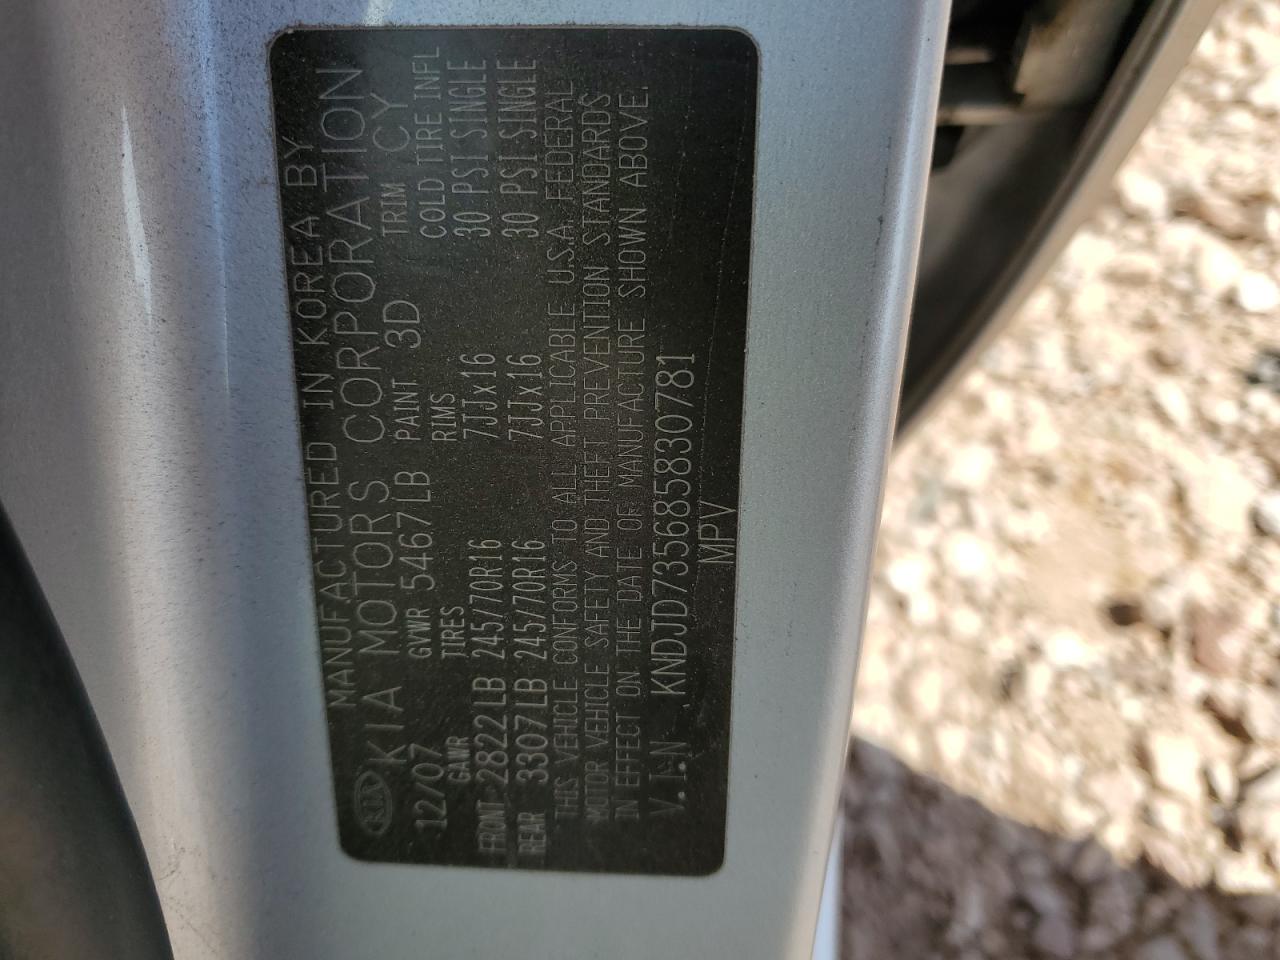 MANUFACTURED IN KOREA BY
KIA KIA MOTORS CORPORATION
12/07 GVWR 5467LB PAINT 3D TRIM CY
GAWR TIRES RIMS COLD TIRE INFL
FRONT 2822LB 245/70R16 7JJx16 30 PSI SINGLE
REAR 3307LB 245/70R16 7JJx16 30 PSI SINGLE
THIS VEHICLE CONFORMS TO ALL APPLICABLE U.S.A. FEDERAL
MOTOR VEHICLE SAFETY AND THEFT PREVENTION STANDARDS
IN EFFECT ON THE DATE OF MANUFACTURE SHOWN ABOVE.
V.I.N KNDJD735685830781
MPV